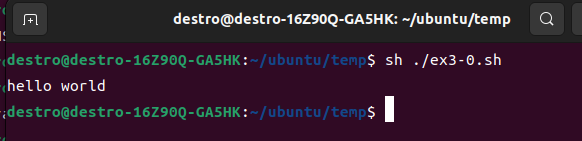 destro@destro-16Z90Q-GA5HK: ~/ubuntu/temp
destro@destro-16Z90Q-GA5HK:~/ubuntu/temp$ sh ./ex3-0.sh
hello world
destro@destro-16Z90Q-GA5HK:~/ubuntu/temp$